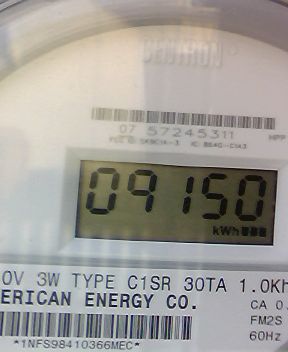 CENTRON
07 57245311
HPP
09150
kWh
0V 3W TYPE C1SR 30TA 1.0Kh
ERICAN ENERGY CO.
CA 0.
FM2S
60Hz
*1NFS98410366MEC*